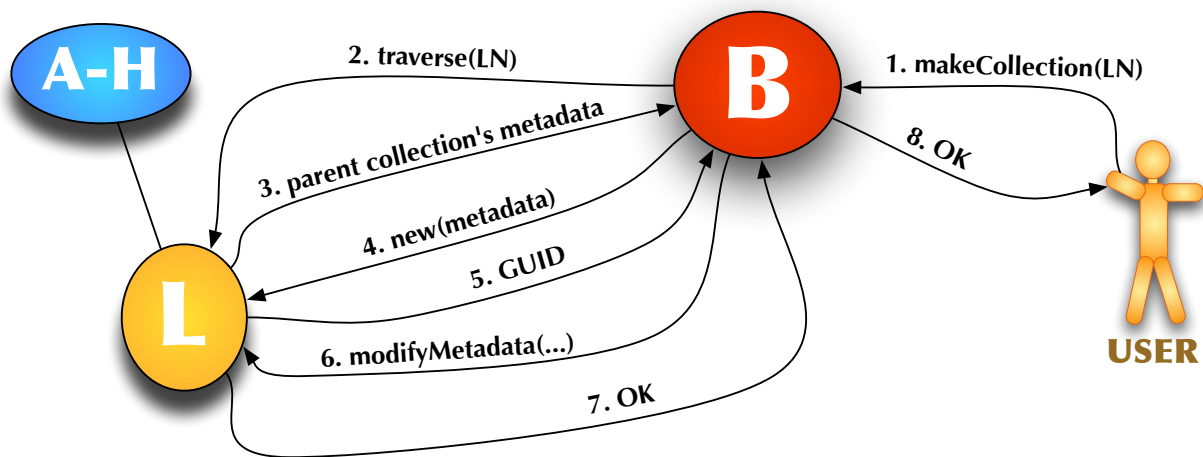 A-H
B
L
1. makeCollection(LN)
2. traverse(LN)
3. parent collection's metadata
4. new(metadata)
5. GUID
6. modifyMetadata(...)
7. OK
8. OK
USER